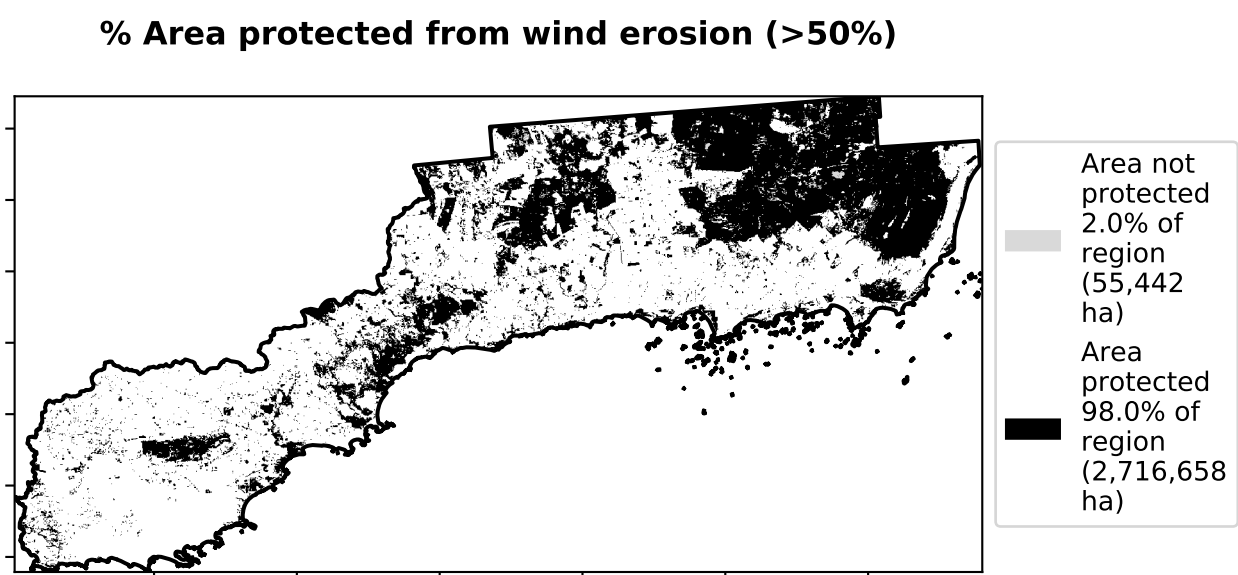 % Area protected from wind erosion (>50%)
Area not
protected
2.0% of
region
(55,442
ha)
Area
protected
98.0% of
region
(2,716,658
ha)